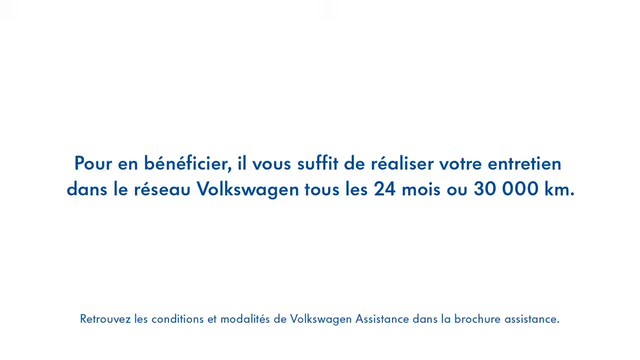 Pour en bénéficier, il vous suffit de réaliser votre entretien
dans le réseau Volkswagen tous les 24 mois ou 30 000 km.
Retrouvez les conditions et modalités de Volkswagen Assistance dans la brochure assistance.